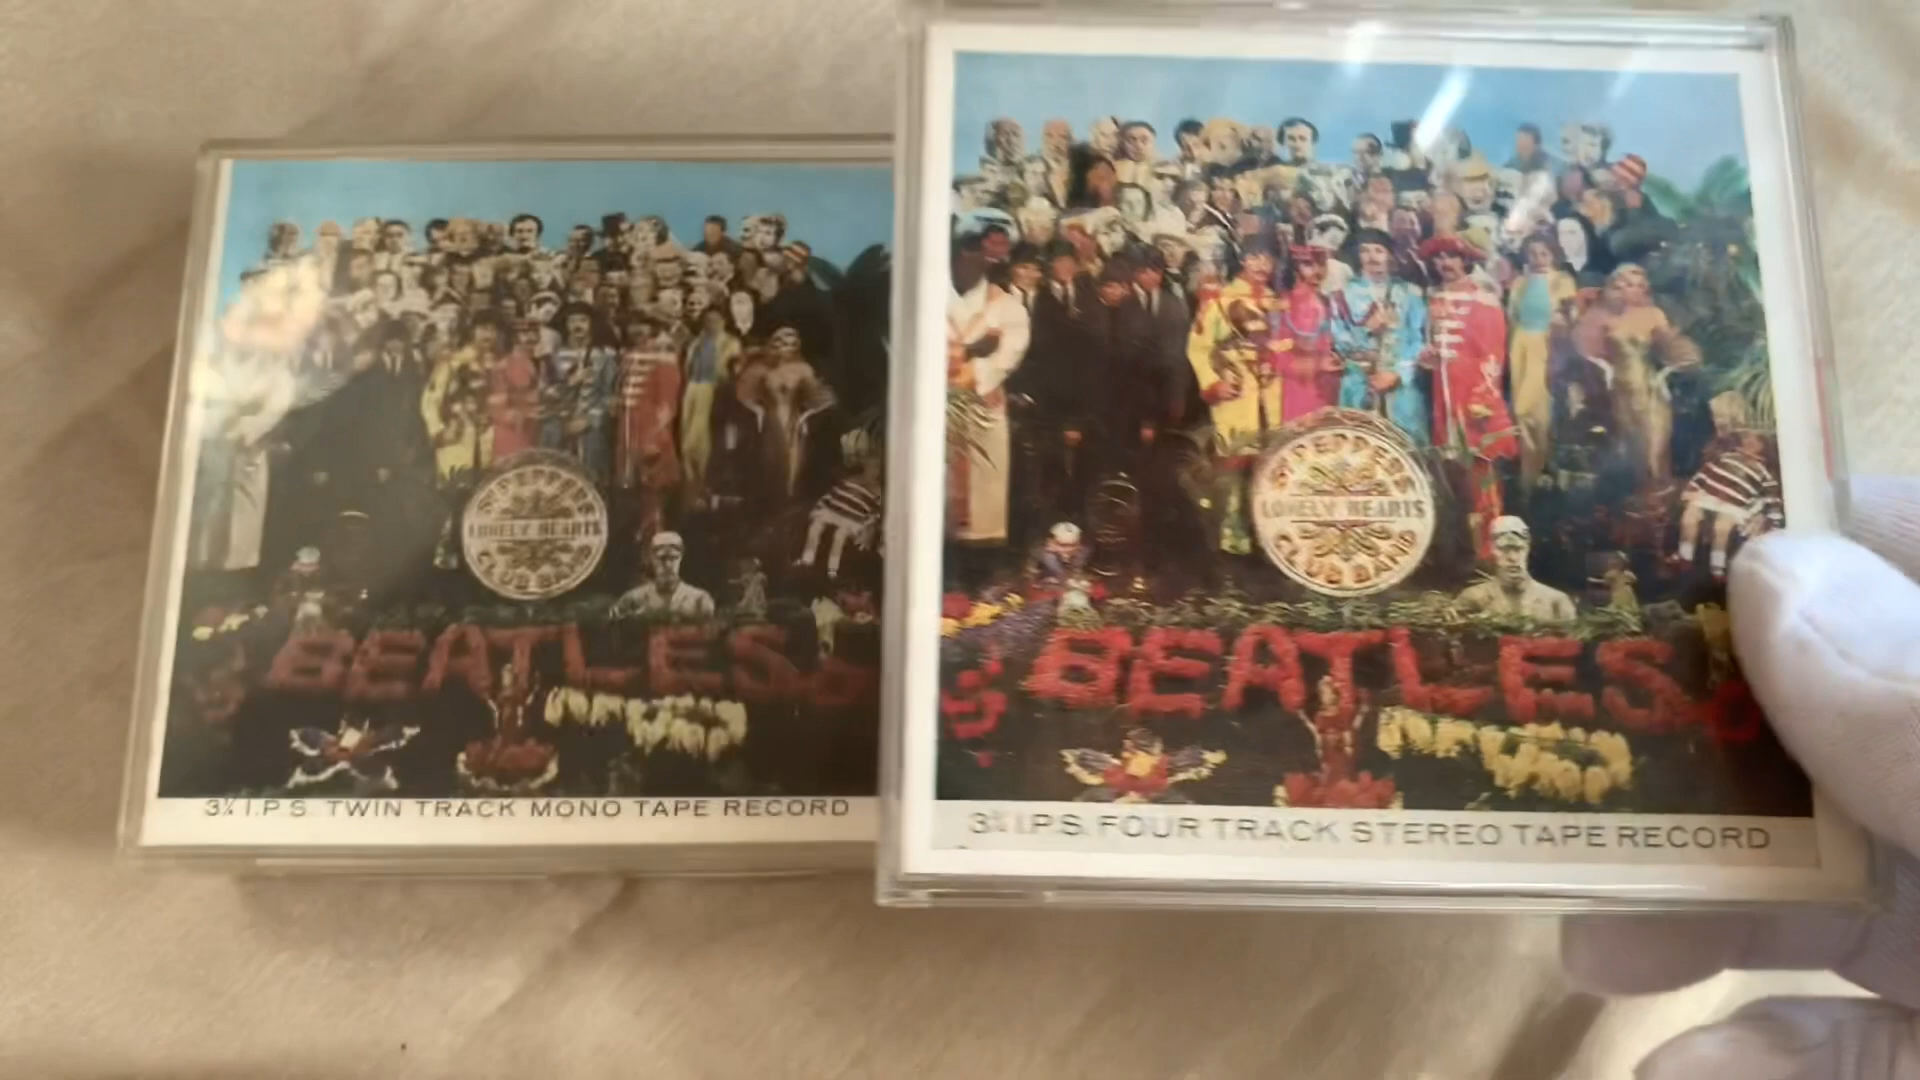 SGT. PEPPERS
LONELY HEARTS
CLUB BAND
BEATLES
3¾ I.P.S. TWIN TRACK MONO TAPE RECORD
SGT. PEPPERS
LONELY HEARTS
CLUB BAND
BEATLES
3¾ I.P.S. FOUR TRACK STEREO TAPE RECORD